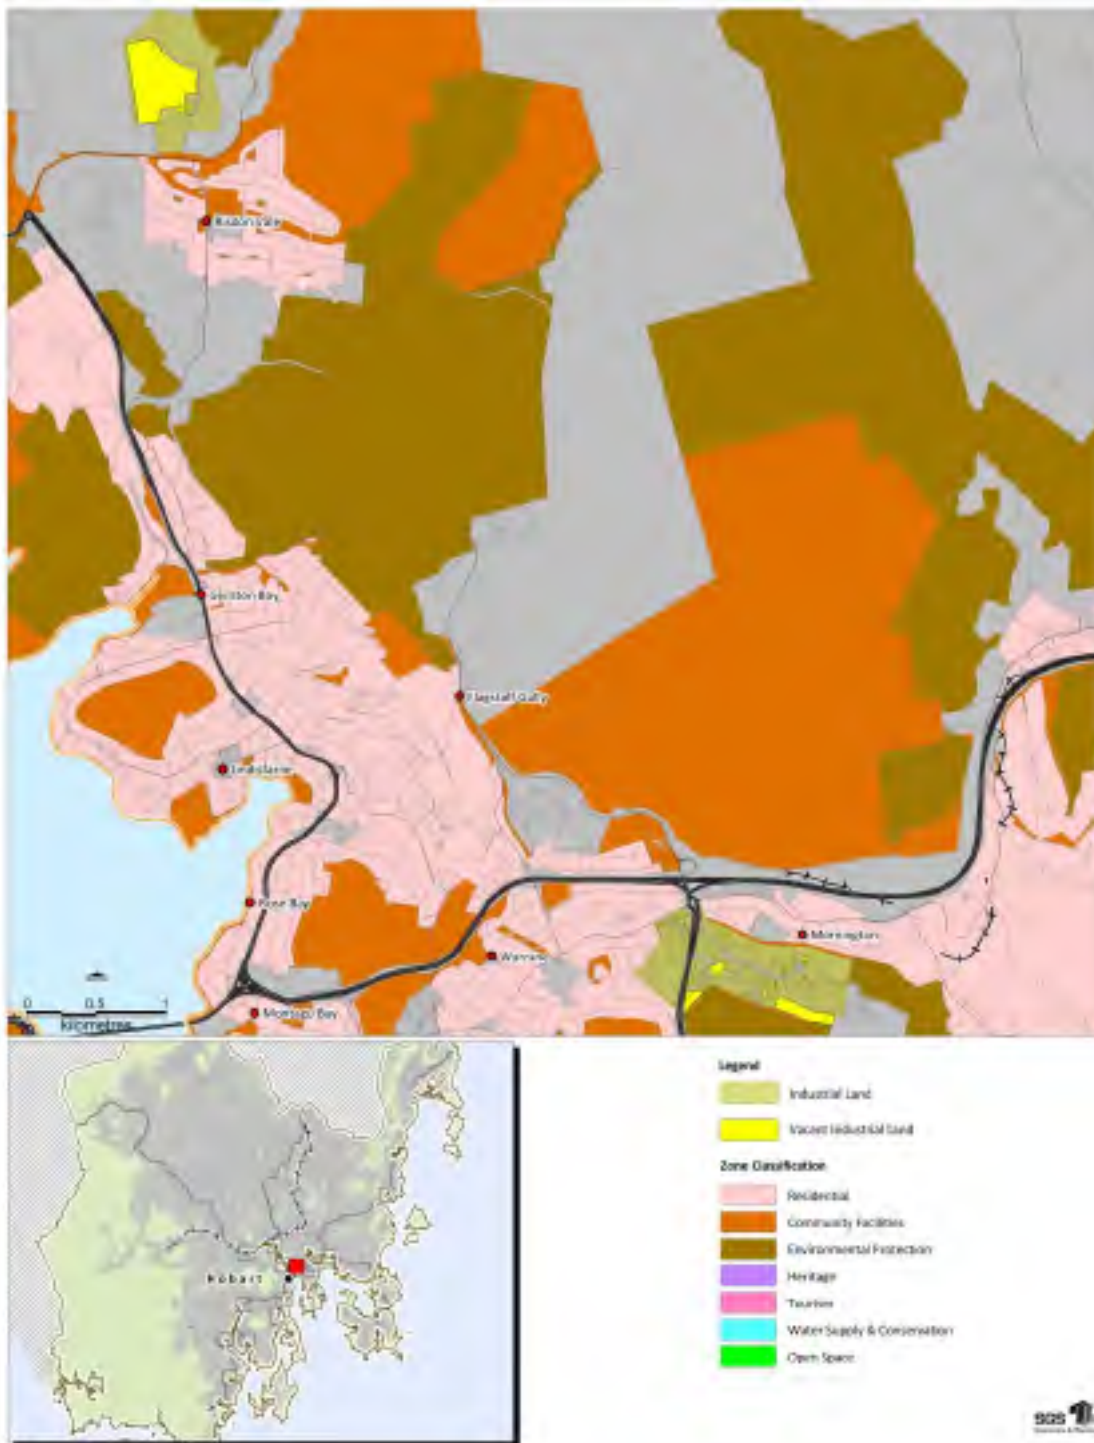 Risdon Vale
Geilston Bay
Flagstaff Gully
Lindisfarne
Rose Bay
Mornington
Warrane
Montagu Bay
0 0.5 1
kilometres
Hobart
Legend
Industrial Land
Vacant Industrial Land
Zone Classification
Residential
Community Facilities
Environmental Protection
Heritage
Tourism
Water Supply & Conservation
Open Space
SGS